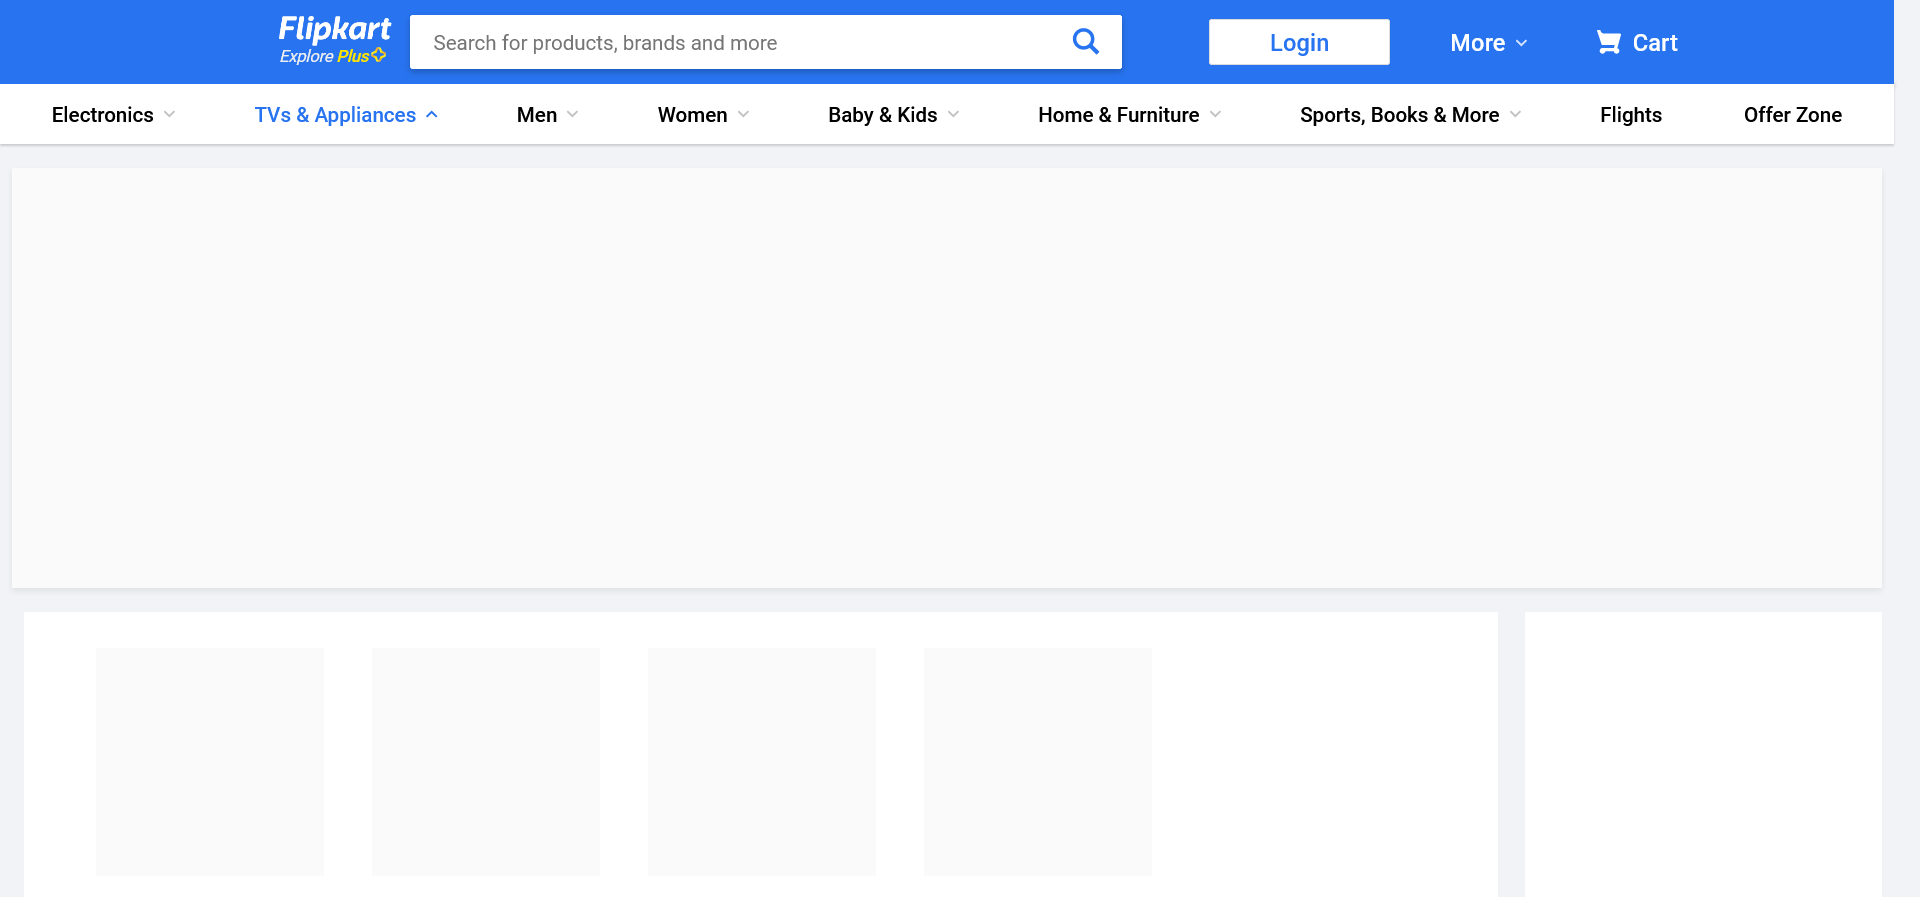 Flipkart
Explore Plus
Search for products, brands and more
Login
More
Cart
Electronics
TVs & Appliances
Men
Women
Baby & Kids
Home & Furniture
Sports, Books & More
Flights
Offer Zone